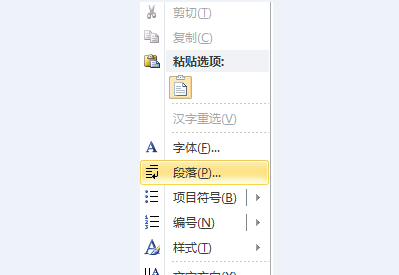 剪切(T)
复制(C)
粘贴选项:
汉字重选(V)
字体(F)...
段落(P)...
项目符号(B)
编号(N)
样式(T)